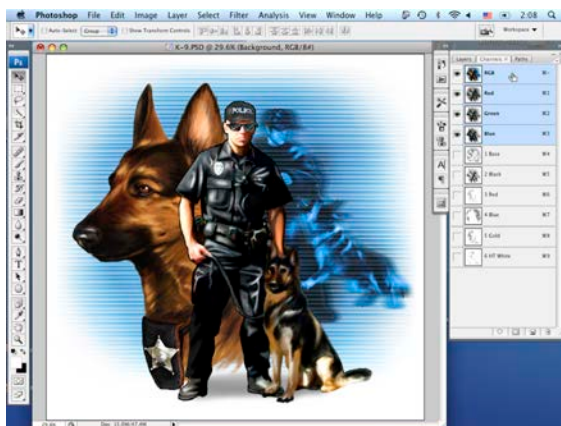 Photoshop File Edit Image Layer Select Filter Analysis View Window Help 2:08
Auto-Select Group Show Transform Controls Workspace
K-9.PSD @ 29.6% (Background, RGB/8#)
Layers Channels Paths
Ps
RGB
Red
Green
Blue
1 Base
2 Black
3 Red
4 Blue
5 Gold
6 HT White
A
POLICE